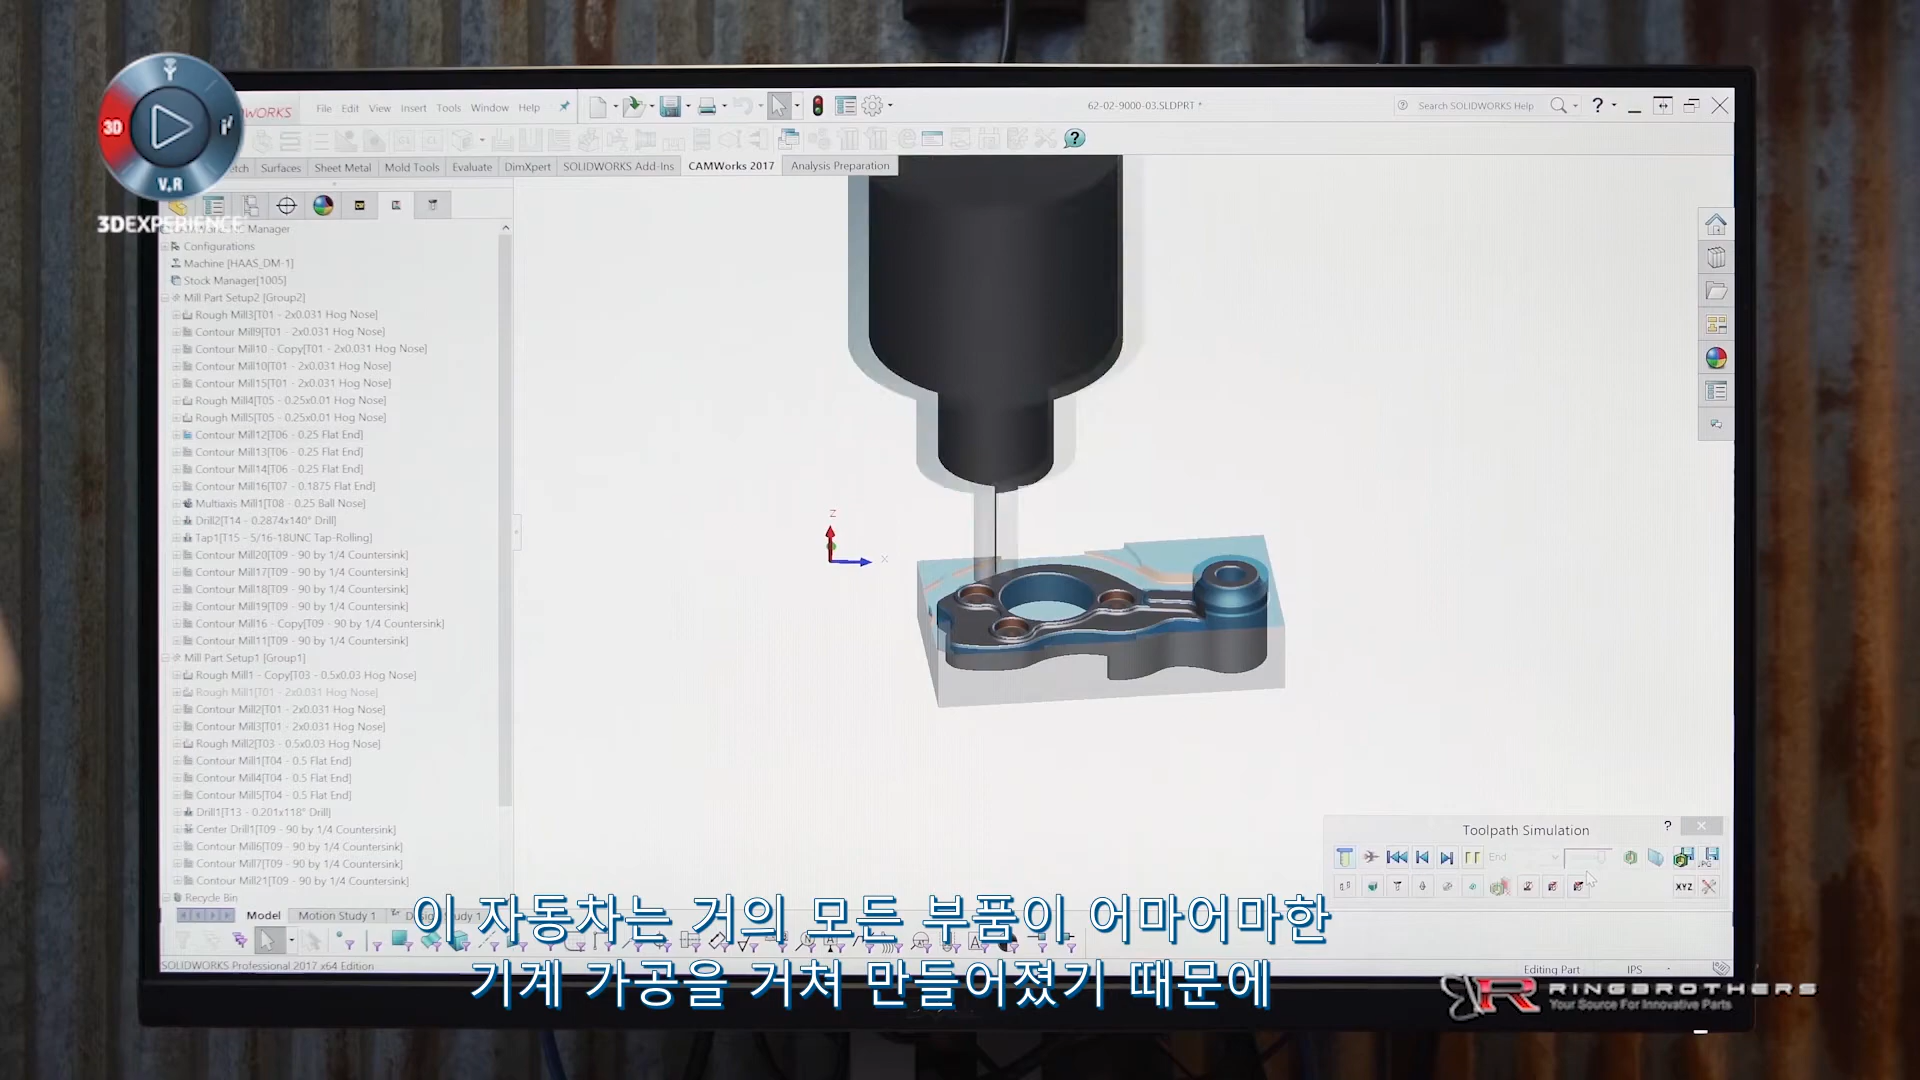 3D
V,R
3DEXPERIENCE
WORKS
File Edit View Insert Tools Window Help
62-02-9000-03.SLDPRT *
Search SOLIDWORKS Help
Surfaces Sheet Metal Mold Tools Evaluate DimXpert SOLIDWORKS Add-Ins CAMWorks 2017 Analysis Preparation
Manager
Configurations
Machine [HAAS_DM-1]
Stock Manager[1005]
Mill Part Setup2 [Group2]
Rough Mill3[T01 - 2x0.031 Hog Nose]
Contour Mill9[T01 - 2x0.031 Hog Nose]
Contour Mill10 - Copy[T01 - 2x0.031 Hog Nose]
Contour Mill10[T01 - 2x0.031 Hog Nose]
Contour Mill15[T01 - 2x0.031 Hog Nose]
Rough Mill4[T05 - 0.25x0.01 Hog Nose]
Rough Mill5[T05 - 0.25x0.01 Hog Nose]
Contour Mill12[T06 - 0.25 Flat End]
Contour Mill13[T06 - 0.25 Flat End]
Contour Mill14[T06 - 0.25 Flat End]
Contour Mill16[T07 - 0.1875 Flat End]
Multiaxis Mill1[T08 - 0.25 Ball Nose]
Drill2[T14 - 0.2874x140° Drill]
Tap1[T15 - 5/16-18UNC Tap-Rolling]
Contour Mill20[T09 - 90 by 1/4 Countersink]
Contour Mill17[T09 - 90 by 1/4 Countersink]
Contour Mill18[T09 - 90 by 1/4 Countersink]
Contour Mill19[T09 - 90 by 1/4 Countersink]
Contour Mill16 - Copy[T09 - 90 by 1/4 Countersink]
Contour Mill11[T09 - 90 by 1/4 Countersink]
Mill Part Setup1 [Group1]
Rough Mill1 - Copy[T03 - 0.5x0.03 Hog Nose]
Rough Mill1[T01 - 2x0.031 Hog Nose]
Contour Mill2[T01 - 2x0.031 Hog Nose]
Contour Mill3[T01 - 2x0.031 Hog Nose]
Rough Mill2[T03 - 0.5x0.03 Hog Nose]
Contour Mill1[T04 - 0.5 Flat End]
Contour Mill4[T04 - 0.5 Flat End]
Contour Mill5[T04 - 0.5 Flat End]
Drill1[T13 - 0.201x118° Drill]
Center Drill1[T09 - 90 by 1/4 Countersink]
Contour Mill6[T09 - 90 by 1/4 Countersink]
Contour Mill7[T09 - 90 by 1/4 Countersink]
Contour Mill21[T09 - 90 by 1/4 Countersink]
Recycle Bin
Z
X
Toolpath Simulation
End
XYZ
Model Motion Study 1
이 자동차는 거의 모든 부품이 어마어마한
기계 가공을 거쳐 만들어졌기 때문에
SOLIDWORKS Professional 2017 x64 Edition
Editing Part IPS
RINGBROTHERS
Your Source For Innovative Parts